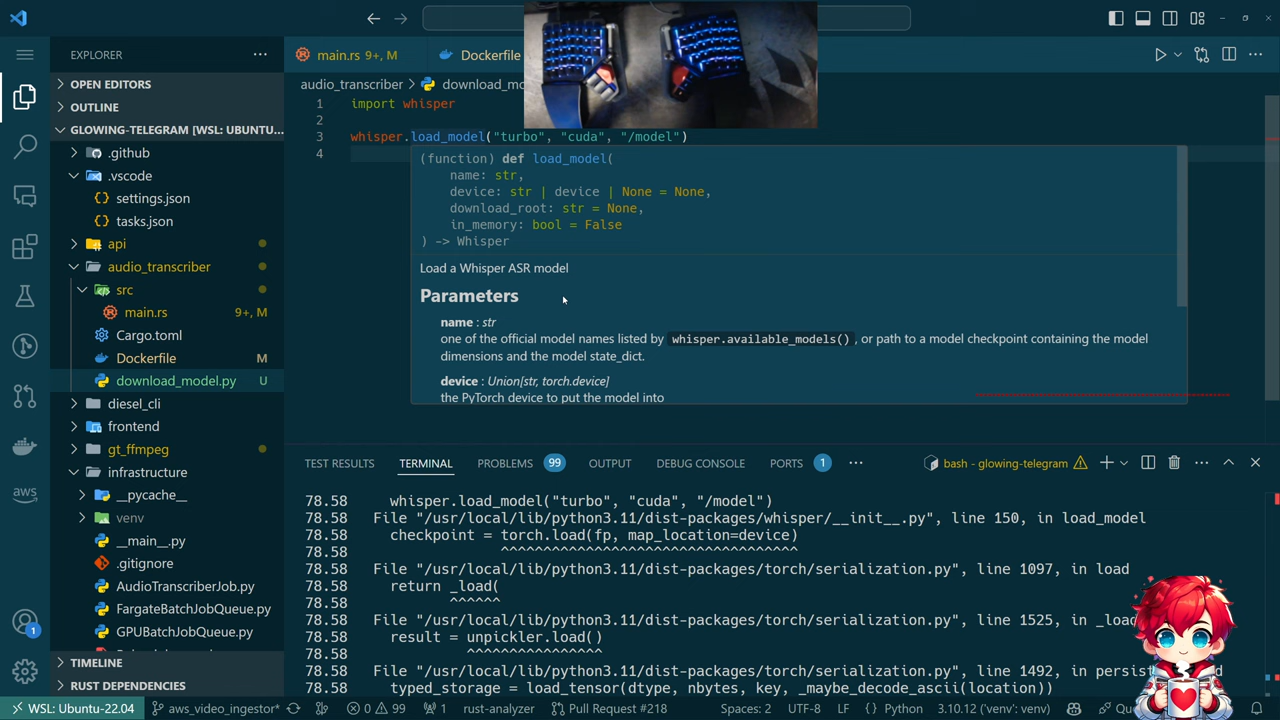 EXPLORER
OPEN EDITORS
OUTLINE
GLOWING-TELEGRAM [WSL: UBUNTU...
.github
.vscode
settings.json
tasks.json
api
audio_transcriber
src
main.rs 9+, M
Cargo.toml
Dockerfile M
download_model.py U
diesel_cli
frontend
gt_ffmpeg
infrastructure
__pycache__
venv
__main__.py
.gitignore
AudioTranscriberJob.py
FargateBatchJobQueue.py
GPUBatchJobQueue.py
TIMELINE
RUST DEPENDENCIES
main.rs 9+, M
Dockerfile
audio_transcriber > download_mo
1 import whisper
2
3 whisper.load_model("turbo", "cuda", "/model")
4
(function) def load_model(
name: str,
device: str | device | None = None,
download_root: str = None,
in_memory: bool = False
) -> Whisper
Load a Whisper ASR model
Parameters
name : str
one of the official model names listed by whisper.available_models() , or path to a model checkpoint containing the model
dimensions and the model state_dict.
device : Union[str, torch.device]
the PyTorch device to put the model into
TEST RESULTS TERMINAL PROBLEMS 99 OUTPUT DEBUG CONSOLE PORTS 1 ... bash - glowing-telegram
78.58 whisper.load_model("turbo", "cuda", "/model")
78.58 File "/usr/local/lib/python3.11/dist-packages/whisper/__init__.py", line 150, in load_model
78.58 checkpoint = torch.load(fp, map_location=device)
78.58 ^^^^^^^^^^^^^^^^^^^^^^^^^^^^^^^^^^^
78.58 File "/usr/local/lib/python3.11/dist-packages/torch/serialization.py", line 1097, in load
78.58 return _load(
78.58 ^^^^^^
78.58 File "/usr/local/lib/python3.11/dist-packages/torch/serialization.py", line 1525, in _load
78.58 result = unpickler.load()
78.58 ^^^^^^^^^^^^^^^^
78.58 File "/usr/local/lib/python3.11/dist-packages/torch/serialization.py", line 1492, in persist
78.58 typed_storage = load_tensor(dtype, nbytes, key, _maybe_decode_ascii(location))
1
aws
WSL: Ubuntu-22.04 aws_video_ingestor* 0 99 1 rust-analyzer Pull Request #218 Spaces: 2 UTF-8 LF Python 3.10.12 ('venv': venv)